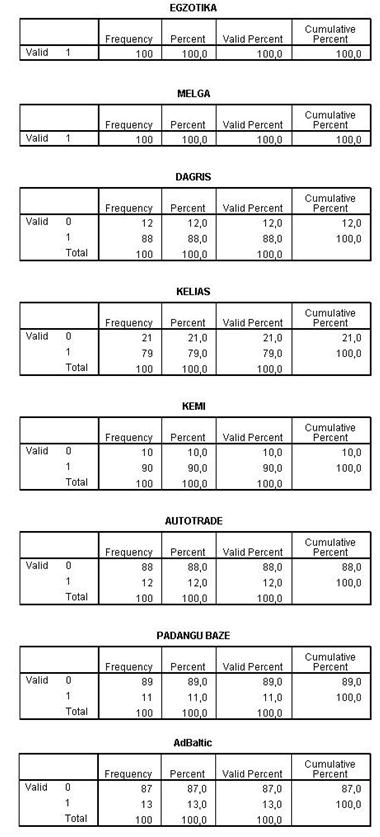 EGZOTIKA
Frequency Percent Valid Percent Cumulative Percent
Valid 1 100 100,0 100,0 100,0
MELGA
Frequency Percent Valid Percent Cumulative Percent
Valid 1 100 100,0 100,0 100,0
DAGRIS
Frequency Percent Valid Percent Cumulative Percent
Valid 0 12 12,0 12,0 12,0
1 88 88,0 88,0 100,0
Total 100 100,0 100,0
KELIAS
Frequency Percent Valid Percent Cumulative Percent
Valid 0 21 21,0 21,0 21,0
1 79 79,0 79,0 100,0
Total 100 100,0 100,0
KEMI
Frequency Percent Valid Percent Cumulative Percent
Valid 0 10 10,0 10,0 10,0
1 90 90,0 90,0 100,0
Total 100 100,0 100,0
AUTOTRADE
Frequency Percent Valid Percent Cumulative Percent
Valid 0 88 88,0 88,0 88,0
1 12 12,0 12,0 100,0
Total 100 100,0 100,0
PADANGU BAZE
Frequency Percent Valid Percent Cumulative Percent
Valid 0 89 89,0 89,0 89,0
1 11 11,0 11,0 100,0
Total 100 100,0 100,0
AdBaltic
Frequency Percent Valid Percent Cumulative Percent
Valid 0 87 87,0 87,0 87,0
1 13 13,0 13,0 100,0
Total 100 100,0 100,0